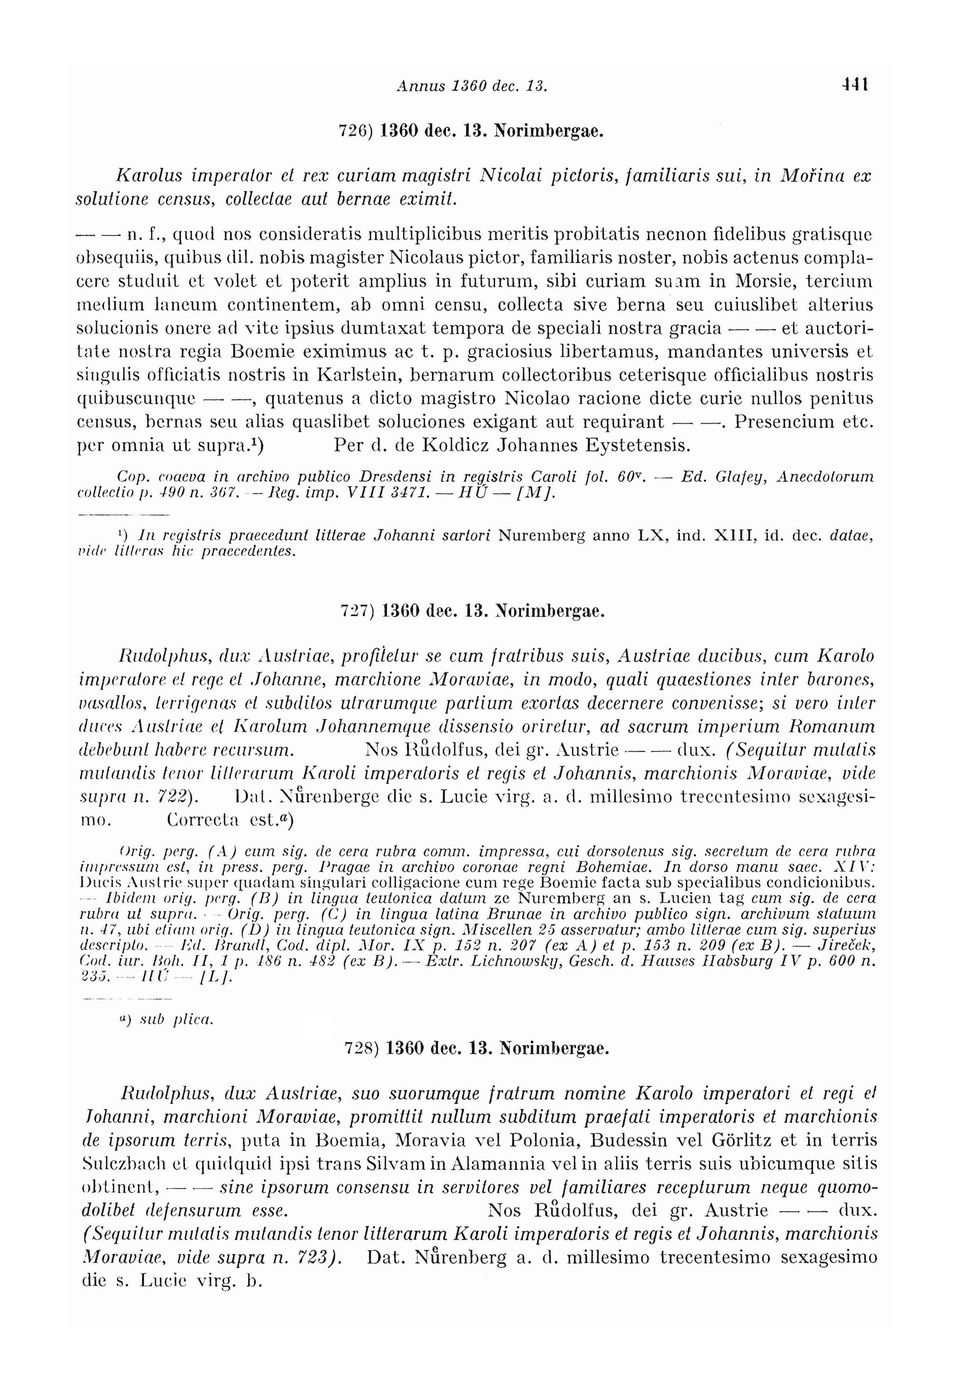 Annus 1360 dec. 13. 441
726) 1360 dec. 13. Norimbergae.
Karolus imperator et rex curiam magistri Nicolai pictoris, familiaris sui, in Mořina ex
solutione census, collectae aut bernae eximit.
— — n. f., quod nos consideratis multiplicibus meritis probitatis necnon fidelibus gratisque
obsequiis, quibus dil. nobis magister Nicolaus pictor, familiaris noster, nobis actenus compla-
cere studuit et volet et poterit amplius in futurum, sibi curiam suam in Morsie, tercium
medium laneum continentem, ab omni censu, collecta sive berna seu cuiuslibet alterius
solucionis onere ad vite ipsius dumtaxat tempora de speciali nostra gracia — — et auctori-
tate nostra regia Boemie eximimus ac t. p. graciosius libertamus, mandantes universis et
singulis officiatis nostris in Karlstein, bernarum collectoribus ceterisque officialibus nostris
quibuscunque — —, quatenus a dicto magistro Nicolao racione dicte curie nullos penitus
census, bernas seu alias quaslibet soluciones exigant aut requirant — —. Presencium etc.
per omnia ut supra.¹) Per d. de Koldicz Johannes Eystetensis.
Cop. coaeva in archivo publico Dresdensi in registris Caroli fol. 60ᵛ. — Ed. Glafey, Anecdotorum
collectio p. 490 n. 367. — Reg. imp. VIII 3471. — HÚ — [M].
¹) In registris praecedunt litterae Johanni sartori Nuremberg anno LX, ind. XIII, id. dec. datae,
vide litteras hic praecedentes.
727) 1360 dec. 13. Norimbergae.
Rudolphus, dux Austriae, profitetur se cum fratribus suis, Austriae ducibus, cum Karolo
imperatore et rege et Johanne, marchione Moraviae, in modo, quali quaestiones inter barones,
vasallos, terrigenas et subditos utrarumque partium exortas decernere convenisse; si vero inter
duces Austriae et Karolum Johannemque dissensio oriretur, ad sacrum imperium Romanum
debebunt habere recursum. Nos Růdolfus, dei gr. Austrie — — dux. (Sequitur mutatis
mutandis tenor litterarum Karoli imperatoris et regis et Johannis, marchionis Moraviae, vide
supra n. 722). Dat. Nůrenberge die s. Lucie virg. a. d. millesimo trecentesimo sexagesi-
mo. Correcta est.ᵃ)
Orig. perg. (A) cum sig. de cera rubra comm. impressa, cui dorsotenus sig. secretum de cera rubra
impressum est, in press. perg. Pragae in archivo coronae regni Bohemiae. In dorso manu saec. XIV:
Ducis Austrie super quadam singulari colligacione cum rege Boemie facta sub specialibus condicionibus.
— Ibidem orig. perg. (B) in lingua teutonica datum ze Nuremberg an s. Lucien tag cum sig. de cera
rubra ut supra. — Orig. perg. (C) in lingua latina Brunae in archivo publico sign. archivum statuum
n. 47, ubi etiam orig. (D) in lingua teutonica sign. Miscellen 25 asservatur; ambo litterae cum sig. superius
descripto. — Ed. Brandl, Cod. dipl. Mor. IX p. 152 n. 207 (ex A) et p. 153 n. 209 (ex B). — Jireček,
Cod. iur. Boh. II, 1 p. 486 n. 482 (ex B). — Extr. Lichnowsky, Gesch. d. Hauses Habsburg IV p. 600 n.
235. — HÚ — [L].
ᵃ) sub plica.
728) 1360 dec. 13. Norimbergae.
Rudolphus, dux Austriae, suo suorumque fratrum nomine Karolo imperatori et regi et
Johanni, marchioni Moraviae, promittit nullum subditum praefati imperatoris et marchionis
de ipsorum terris, puta in Boemia, Moravia vel Polonia, Budessin vel Görlitz et in terris
Sulczbach et quidquid ipsi trans Silvam in Alamannia vel in aliis terris suis ubicumque sitis
obtinent, — — sine ipsorum consensu in servitores vel familiares recepturum neque quomo-
dolibet defensurum esse. Nos Růdolfus, dei gr. Austrie — — dux.
(Sequitur mutatis mutandis tenor litterarum Karoli imperatoris et regis et Johannis, marchionis
Moraviae, vide supra n. 723). Dat. Nůrenberg a. d. millesimo trecentesimo sexagesimo
die s. Lucie virg. b.